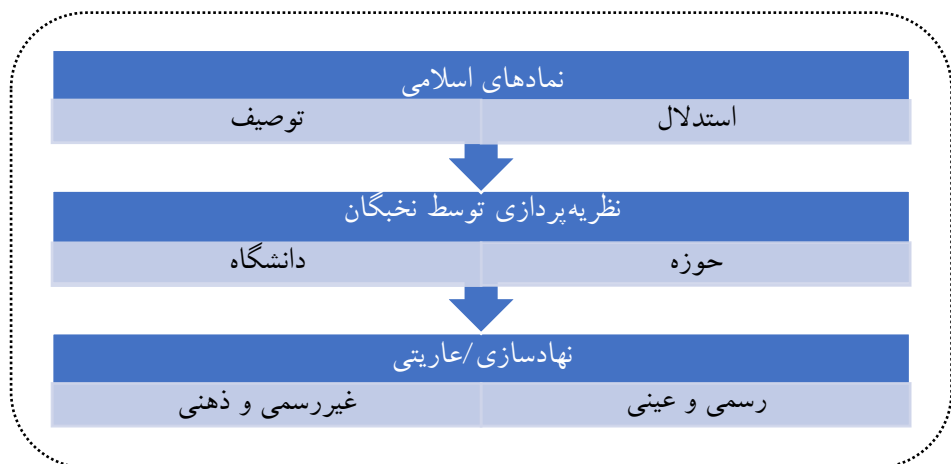 نمادهای اسلامی
استدلال توصیف
نظریه‌پردازی توسط نخبگان
حوزه دانشگاه
نهادسازی/عاریتی
رسمی و عینی غیررسمی و ذهنی